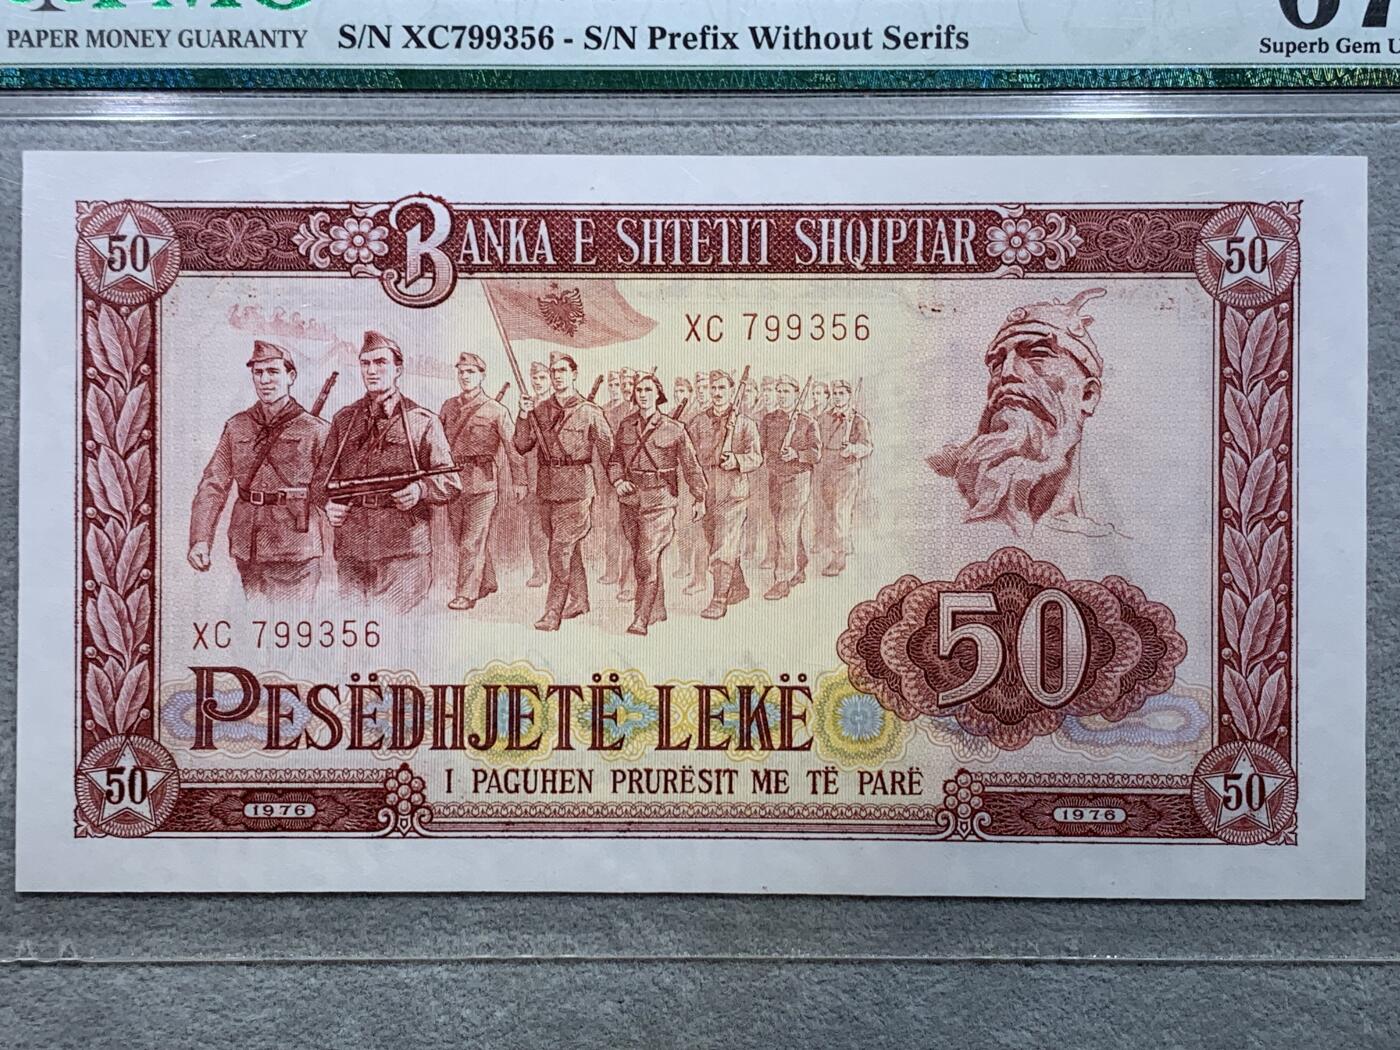 PAPER MONEY GUARANTY
S/N XC799356 - S/N Prefix Without Serifs
67
Superb Gem U
BANKA E SHTETIT SHQIPTAR
50
50
XC 799356
XC 799356
50
PESËDHJETË LEKË
I PAGUHEN PRURËSIT ME TË PARË
50
1976
1976
50